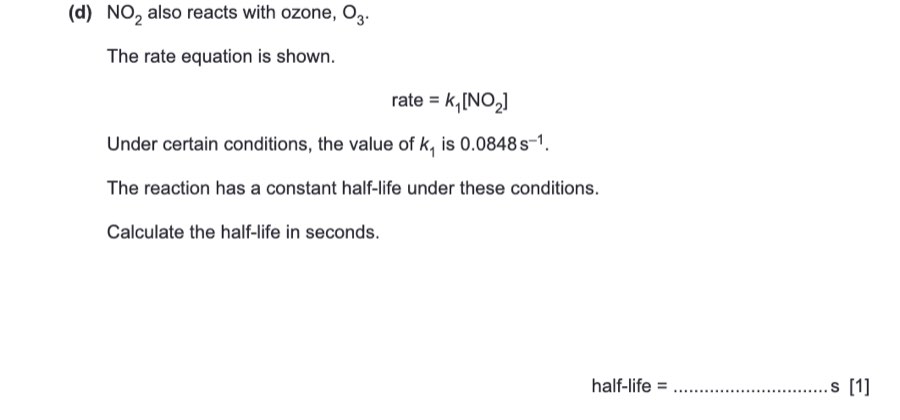 (d) NO₂ also reacts with ozone, O₃.
The rate equation is shown.
rate = k₁[NO₂]
Under certain conditions, the value of k₁ is 0.0848 s⁻¹.
The reaction has a constant half-life under these conditions.
Calculate the half-life in seconds.
half-life = .............................. s [1]